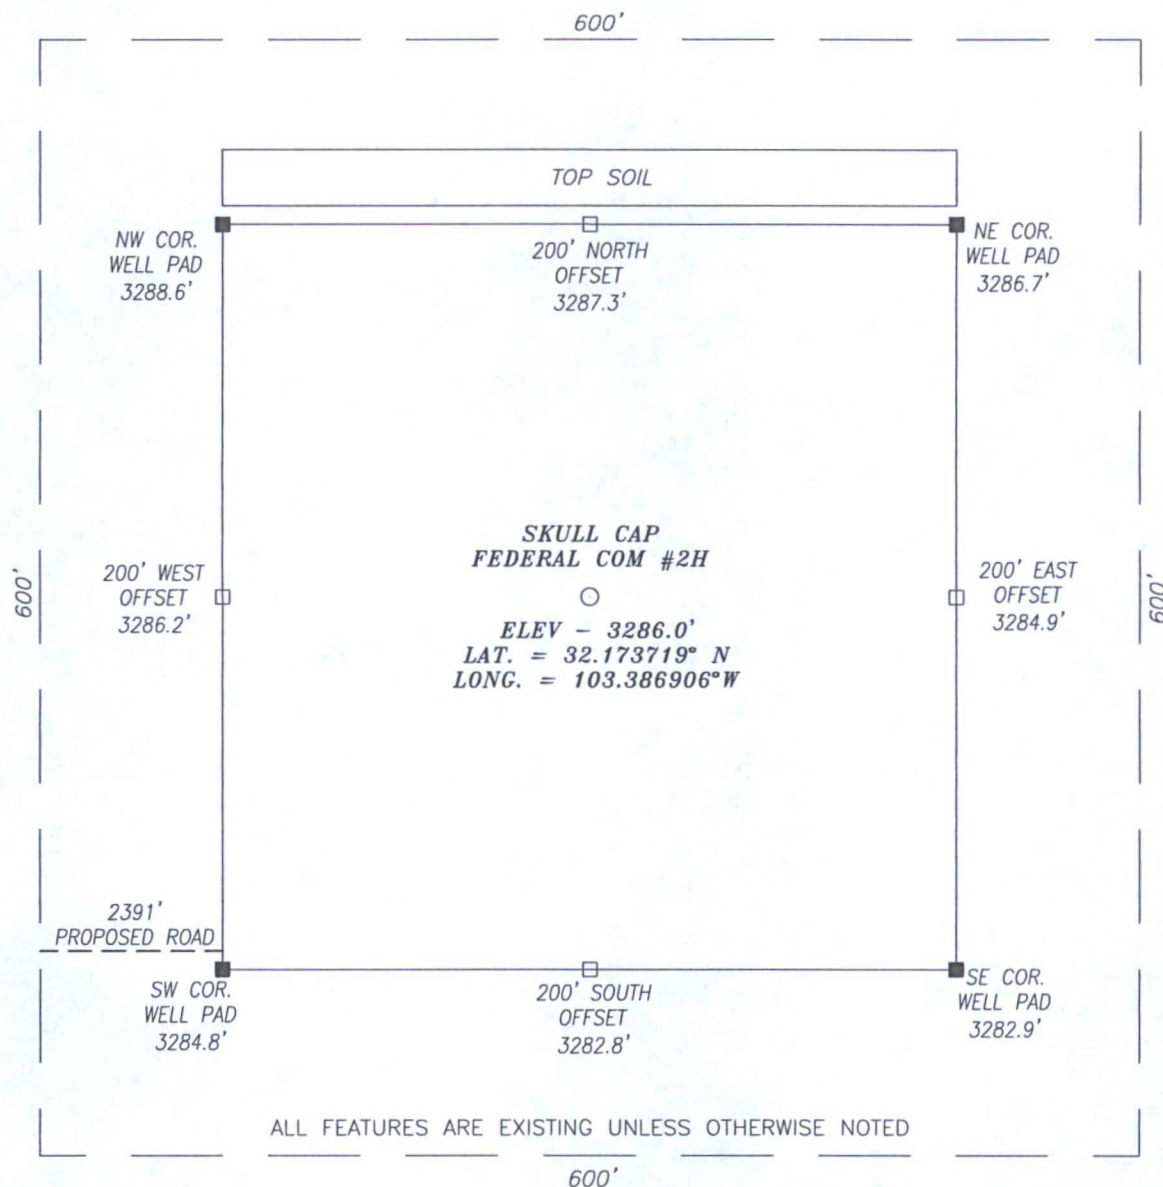 600'
TOP SOIL
NW COR.
WELL PAD
3288.6'
200' NORTH
OFFSET
3287.3'
NE COR.
WELL PAD
3286.7'
SKULL CAP
FEDERAL COM #2H
600'
200' WEST
OFFSET
3286.2'
200' EAST
OFFSET
3284.9'
600'
ELEV - 3286.0'
LAT. = 32.173719° N
LONG. = 103.386906°W
2391'
PROPOSED ROAD
SW COR.
WELL PAD
3284.8'
200' SOUTH
OFFSET
3282.8'
SE COR.
WELL PAD
3282.9'
ALL FEATURES ARE EXISTING UNLESS OTHERWISE NOTED
600'